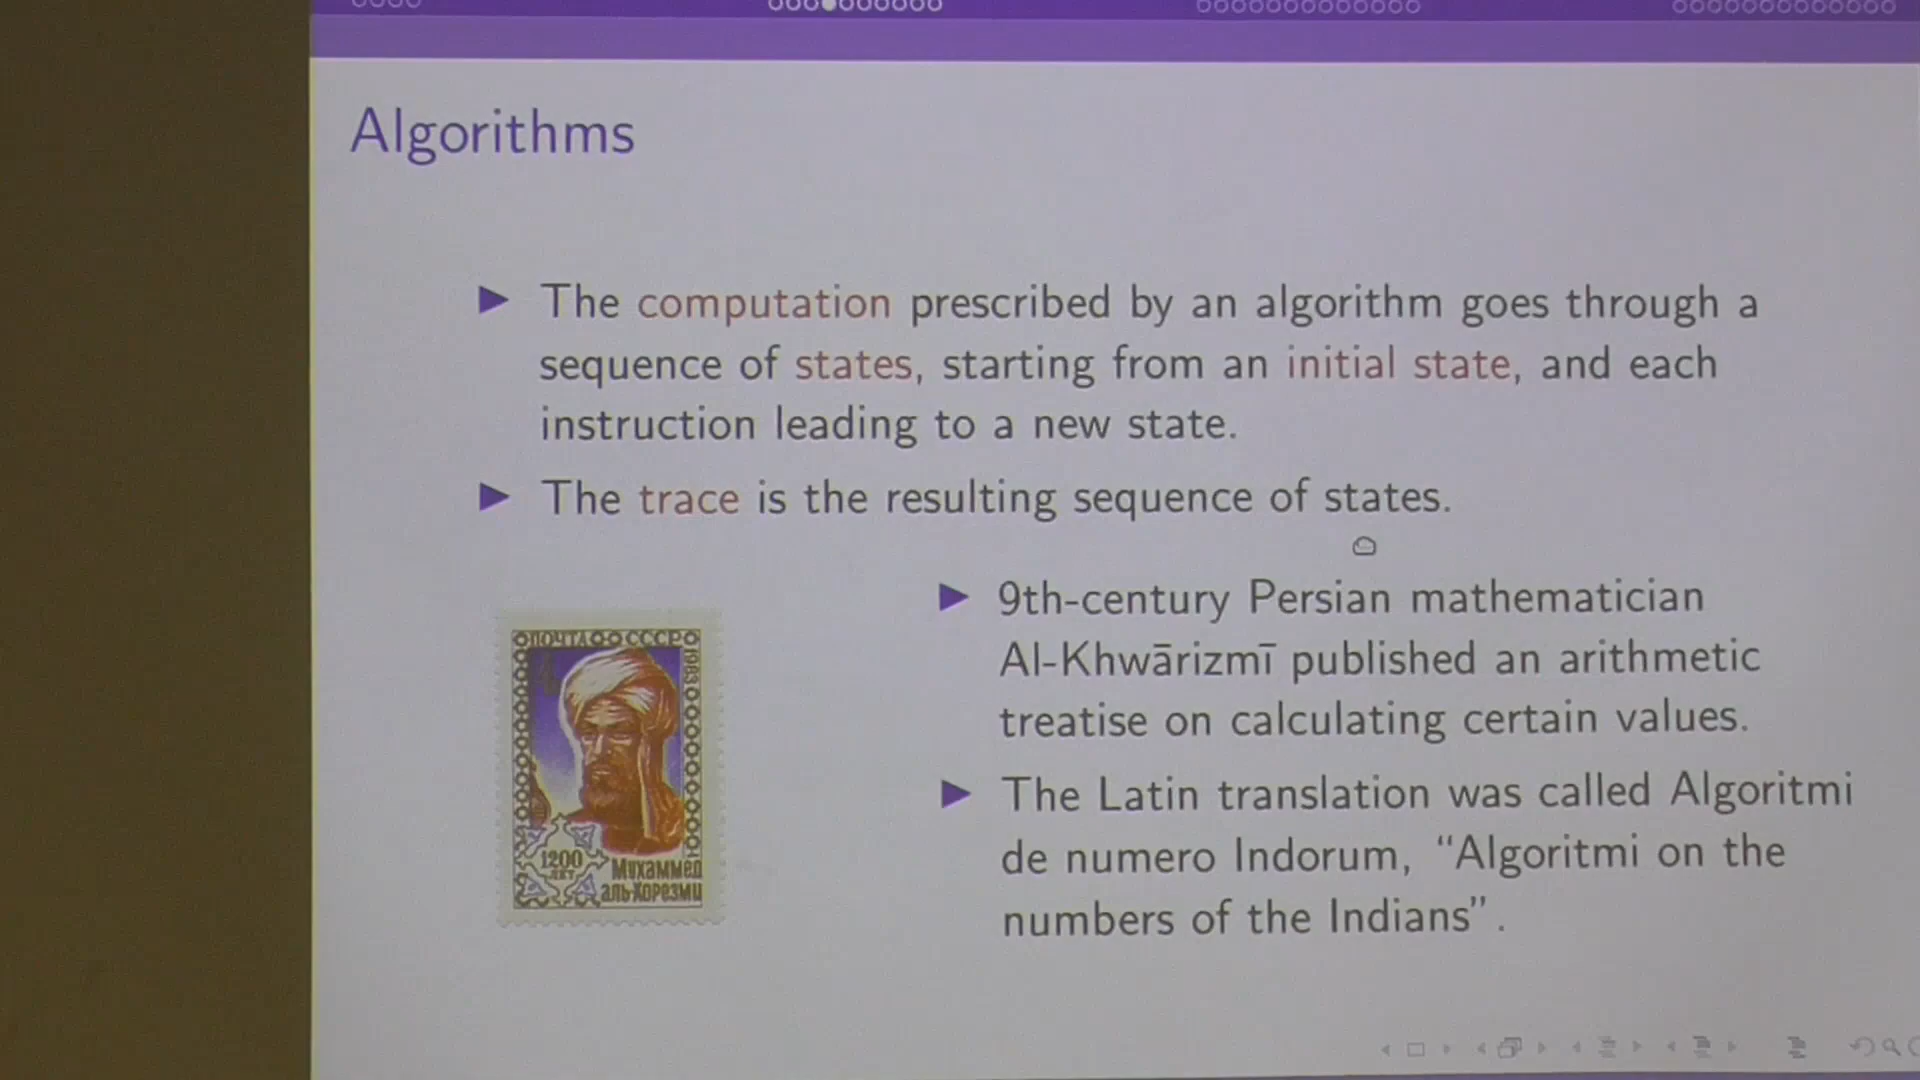 Algorithms
▶ The computation prescribed by an algorithm goes through a
sequence of states, starting from an initial state, and each
instruction leading to a new state.
▶ The trace is the resulting sequence of states.
ПОЧТА СССР
1983
1200
ЛЕТ
Мухаммед
аль-Хорезми
▶ 9th-century Persian mathematician
Al-Khwārizmī published an arithmetic
treatise on calculating certain values.
▶ The Latin translation was called Algoritmi
de numero Indorum, “Algoritmi on the
numbers of the Indians”.